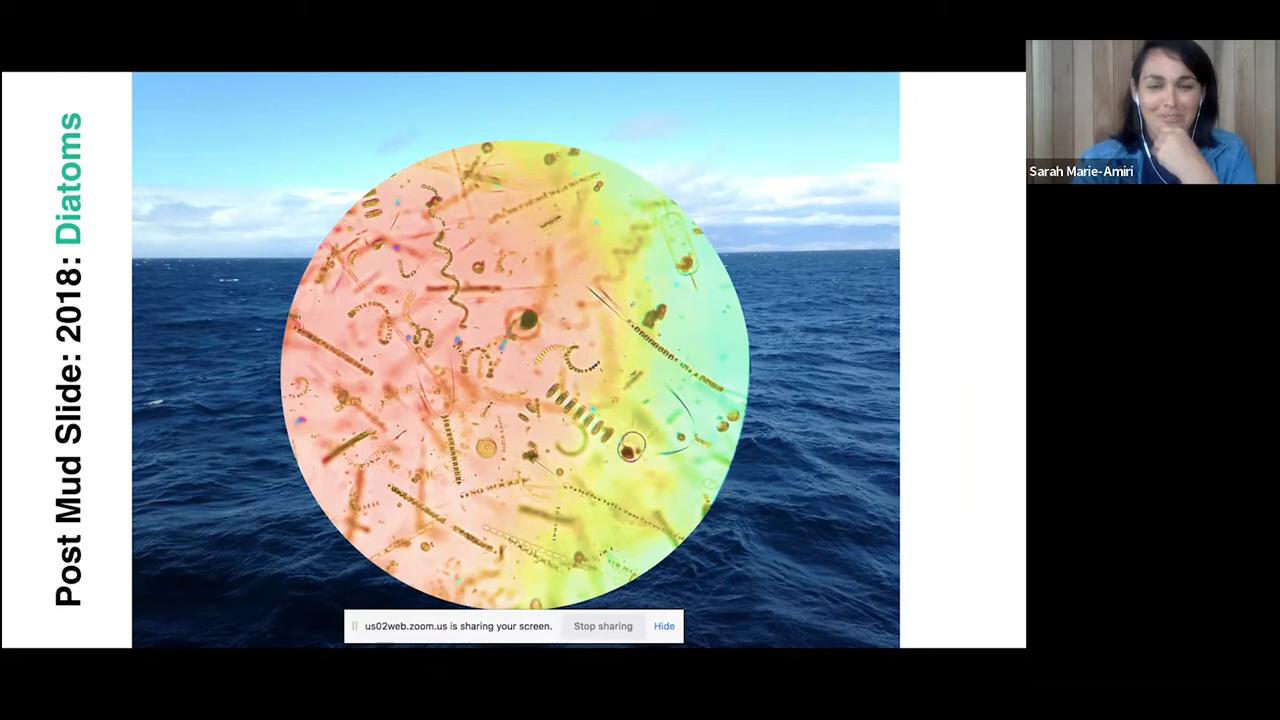 Post Mud Slide: 2018: Diatoms
Sarah Marie-Amiri
us02web.zoom.us is sharing your screen. Stop sharing Hide